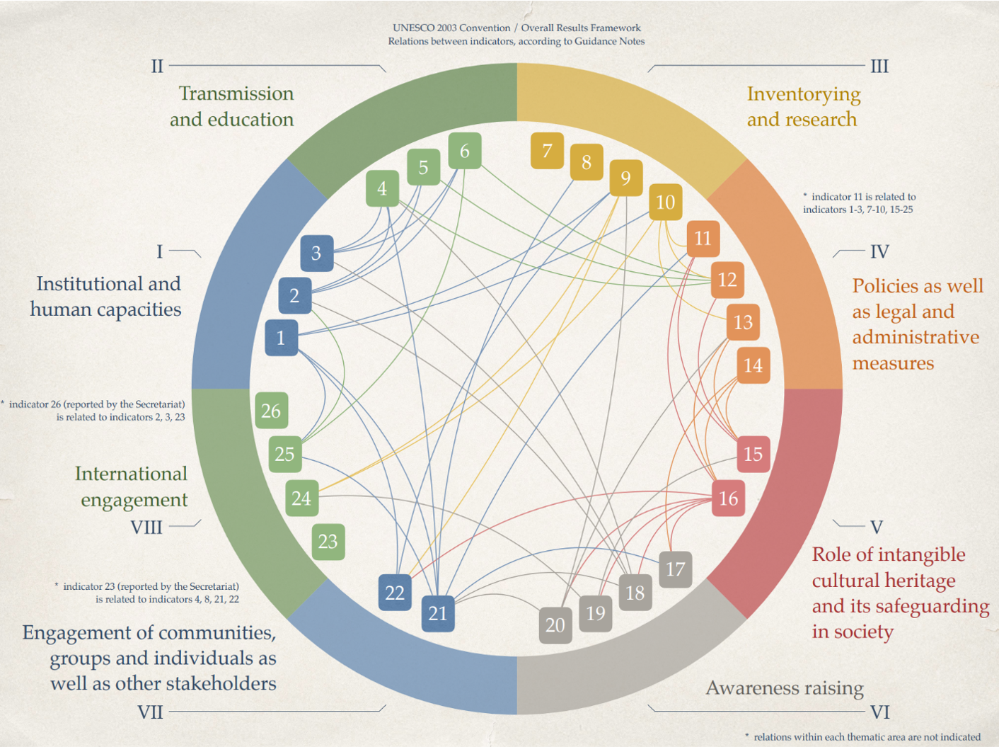 UNESCO 2003 Convention / Overall Results Framework
Relations between indicators, according to Guidance Notes
II
Transmission
and education
III
Inventorying
and research
* indicator 11 is related to
indicators 1-3, 7-10, 15-25
I
Institutional and
human capacities
IV
Policies as well
as legal and
administrative
measures
6
7
5
8
4
9
10
3
11
2
12
1
13
14
26
25
15
24
16
23
17
22
18
21
19
20
* indicator 26 (reported by the Secretariat)
is related to indicators 2, 3, 23
International
engagement
VIII
V
Role of intangible
cultural heritage
and its safeguarding
in society
* indicator 23 (reported by the Secretariat)
is related to indicators 4, 8, 21, 22
Engagement of communities,
groups and individuals as
well as other stakeholders
VII
Awareness raising
VI
* relations within each thematic area are not indicated